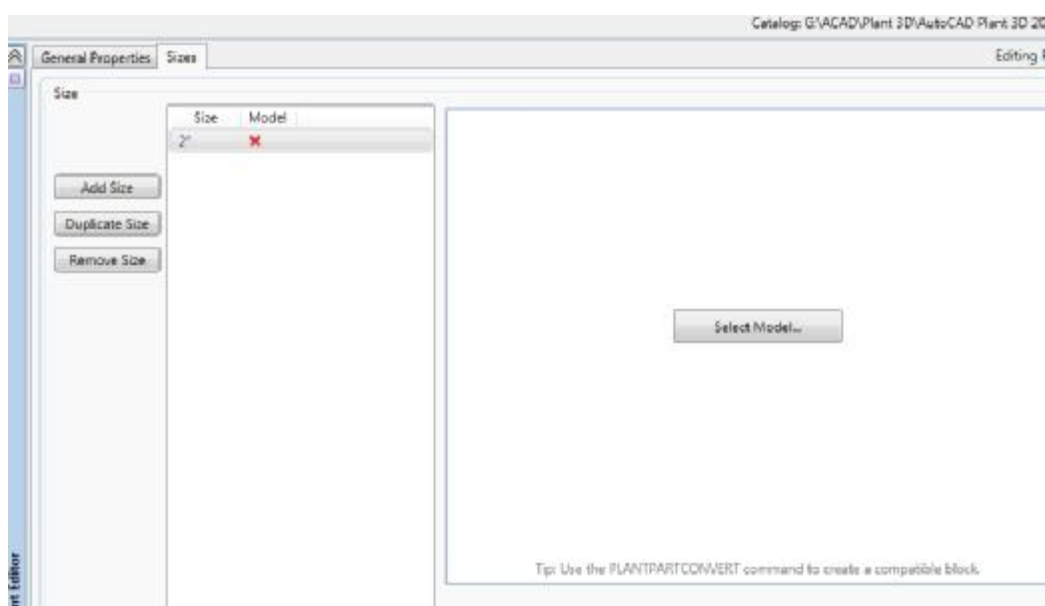 Catalog: G:\ACAD\Plant 3D\AutoCAD Plant 3D 20
General Properties Sizes
Editing
Size
Size Model
2"
Add Size
Duplicate Size
Remove Size
Select Model...
Tip: Use the PLANTPARTCONVERT command to create a compatible block.
nt Editor